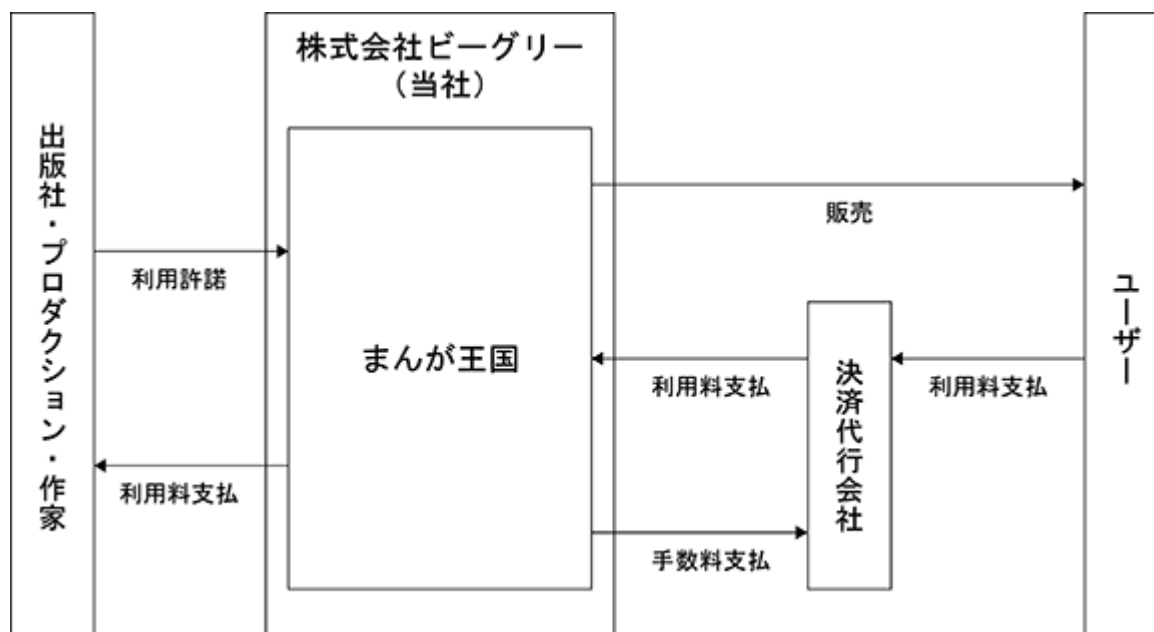 株式会社ビーグリー
（当社）
出版社・プロダクション・作家
利用許諾
利用料支払
まんが王国
販売
利用料支払
手数料支払
決済代行会社
利用料支払
ユーザー